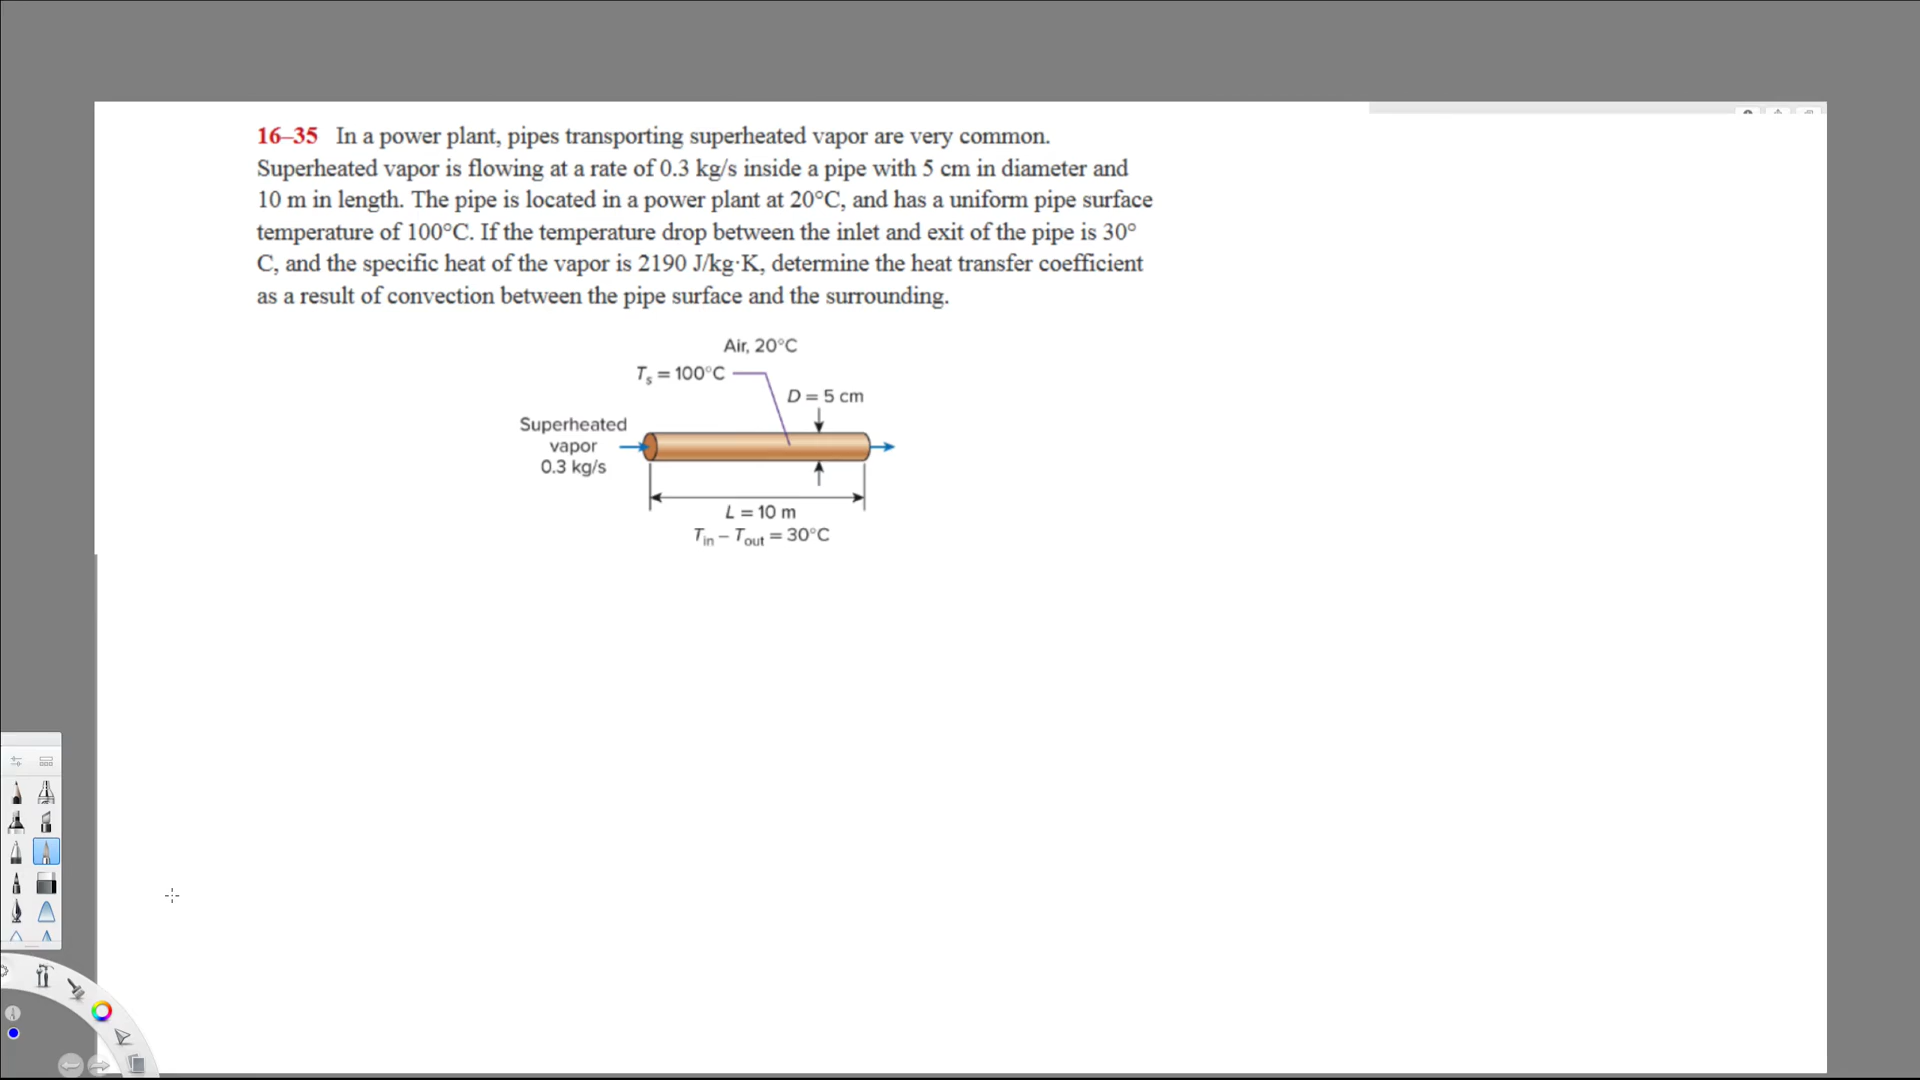 16–35 In a power plant, pipes transporting superheated vapor are very common.
Superheated vapor is flowing at a rate of 0.3 kg/s inside a pipe with 5 cm in diameter and
10 m in length. The pipe is located in a power plant at 20°C, and has a uniform pipe surface
temperature of 100°C. If the temperature drop between the inlet and exit of the pipe is 30°
C, and the specific heat of the vapor is 2190 J/kg·K, determine the heat transfer coefficient
as a result of convection between the pipe surface and the surrounding.
Air, 20°C
Ts = 100°C
D = 5 cm
Superheated
vapor
0.3 kg/s
L = 10 m
Tin – Tout = 30°C